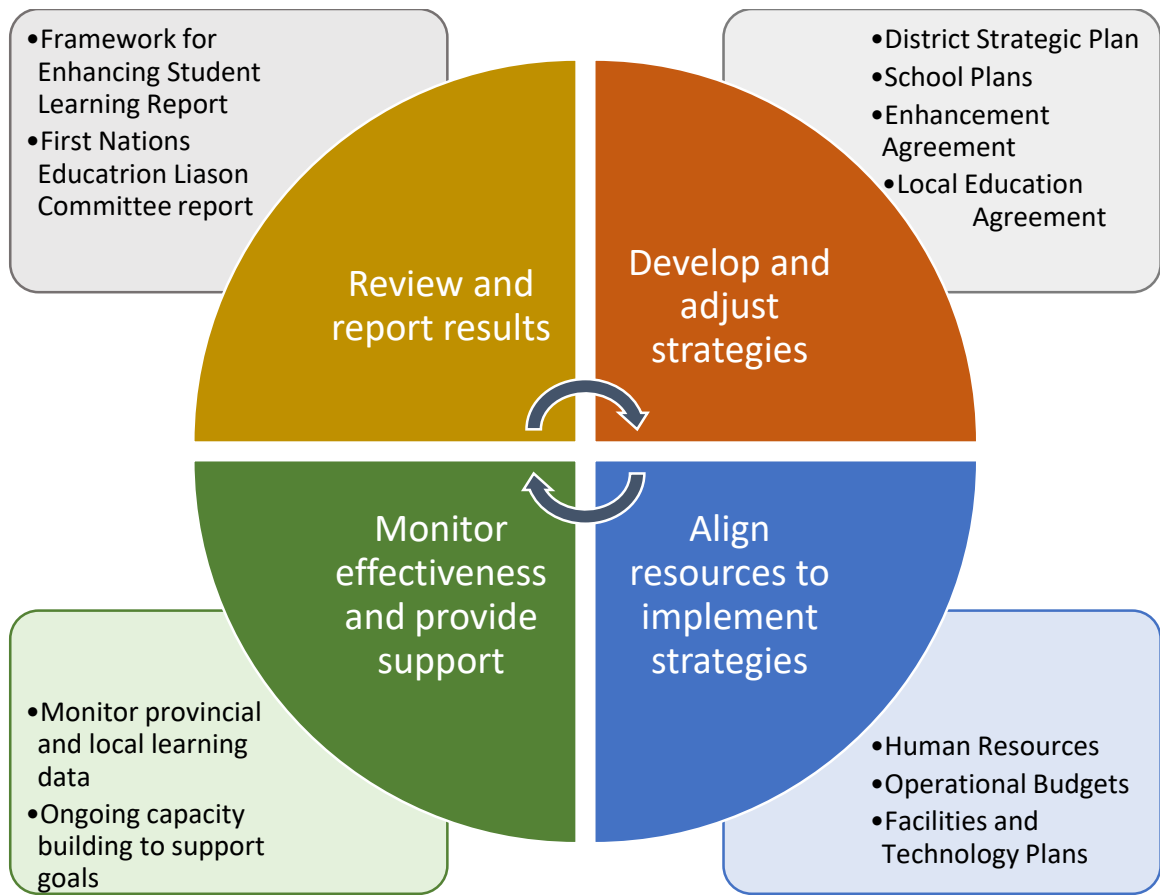 •Framework for
Enhancing Student
Learning Report
•First Nations
Educatrion Liason
Committee report
•District Strategic Plan
•School Plans
•Enhancement
Agreement
•Local Education
Agreement
Review and
report results
Develop and
adjust
strategies
Monitor
effectiveness
and provide
support
Align
resources to
implement
strategies
•Monitor provincial
and local learning
data
•Ongoing capacity
building to support
goals
•Human Resources
•Operational Budgets
•Facilities and
Technology Plans